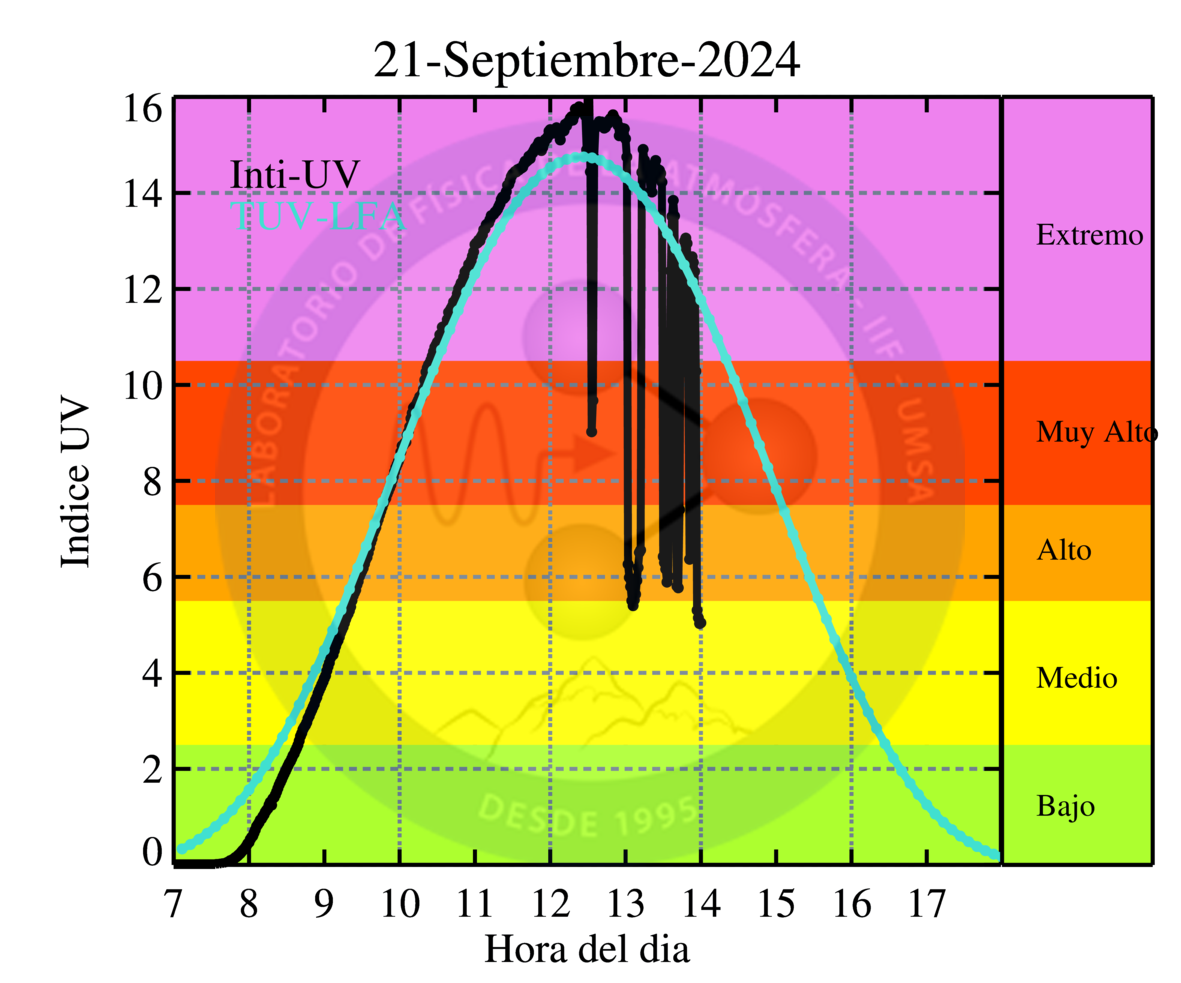 21-Septiembre-2024
Indice UV
16
14
12
10
8
6
4
2
0
Inti-UV
TUV-LFA
LABORATORIO DE FÍSICA DE LA ATMÓSFERA - IIF - UMSA
DESDE 1995
Extremo
Muy Alto
Alto
Medio
Bajo
7 8 9 10 11 12 13 14 15 16 17
Hora del dia